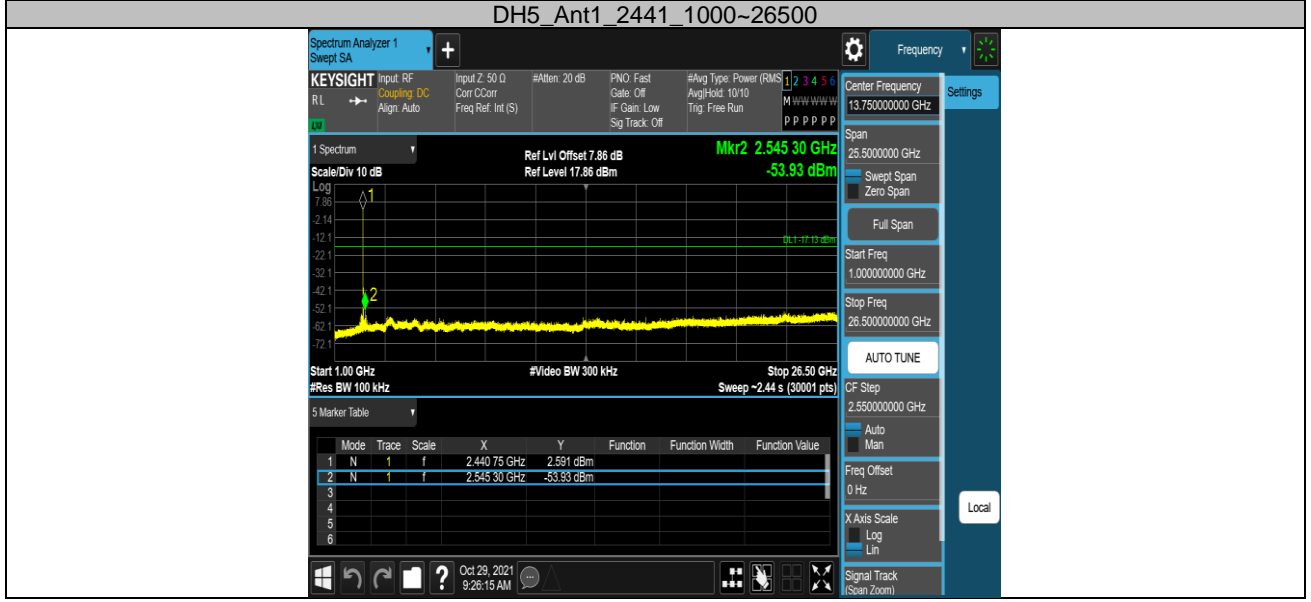 DH5_Ant1_2441_1000~26500
Spectrum Analyzer 1
Swept SA
Frequency
KEYSIGHT
RL
LXI
Input: RF
Coupling: DC
Align: Auto
Input Z: 50 Ω
Corr CCorr
Freq Ref: Int (S)
#Atten: 20 dB
PNO: Fast
Gate: Off
IF Gain: Low
Sig Track: Off
#Avg Type: Power (RMS
Avg|Hold: 10/10
Trig: Free Run
1 2 3 4 5 6
M W W W W W
P P P P P P
1 Spectrum
Scale/Div 10 dB
Ref Lvl Offset 7.86 dB
Ref Level 17.86 dBm
Mkr2 2.545 30 GHz
-53.93 dBm
Log
7.86
-2.14
-12.1
-22.1
-32.1
-42.1
-52.1
-62.1
-72.1
1
2
DL1 -17.13 dBm
Start 1.00 GHz
#Res BW 100 kHz
#Video BW 300 kHz
Stop 26.50 GHz
Sweep ~2.44 s (30001 pts)
5 Marker Table
Mode Trace Scale X Y Function Function Width Function Value
1 N 1 f 2.440 75 GHz 2.591 dBm
2 N 1 f 2.545 30 GHz -53.93 dBm
3
4
5
6
Oct 29, 2021
9:26:15 AM
Center Frequency
13.750000000 GHz
Span
25.5000000 GHz
Swept Span
Zero Span
Full Span
Start Freq
1.000000000 GHz
Stop Freq
26.500000000 GHz
AUTO TUNE
CF Step
2.550000000 GHz
Auto
Man
Freq Offset
0 Hz
X Axis Scale
Log
Lin
Signal Track
(Span Zoom)
Settings
Local